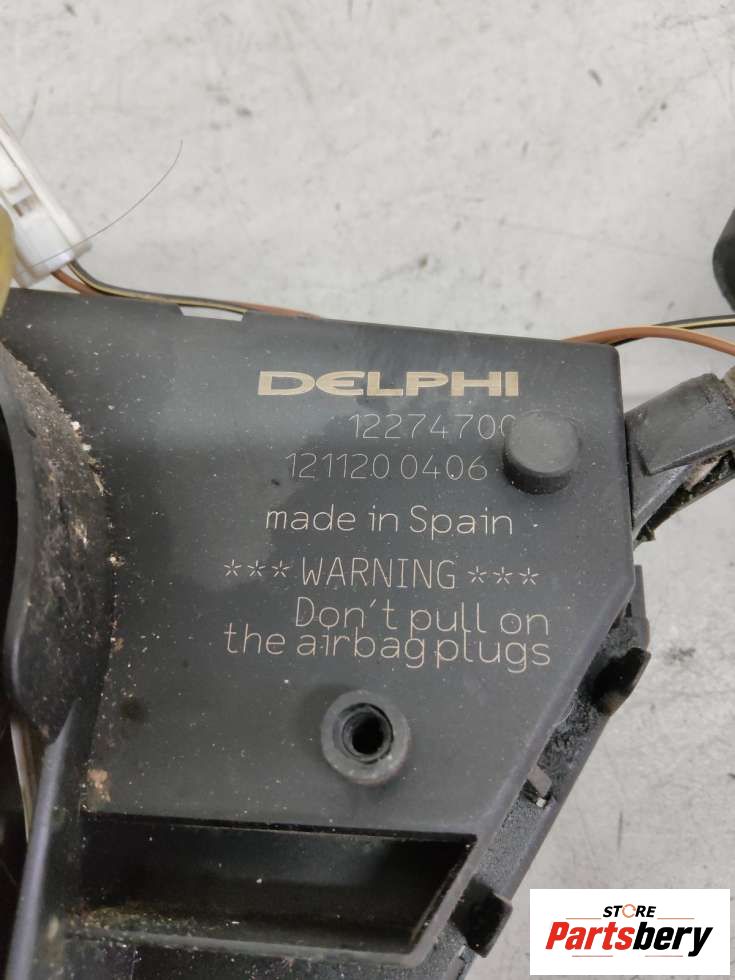 DELPHI
1227470
121120 0406
made in Spain
*** WARNING ***
Don't pull on
the airbag plugs
STORE
Partsbery